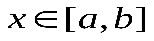 x ∈ [a, b]